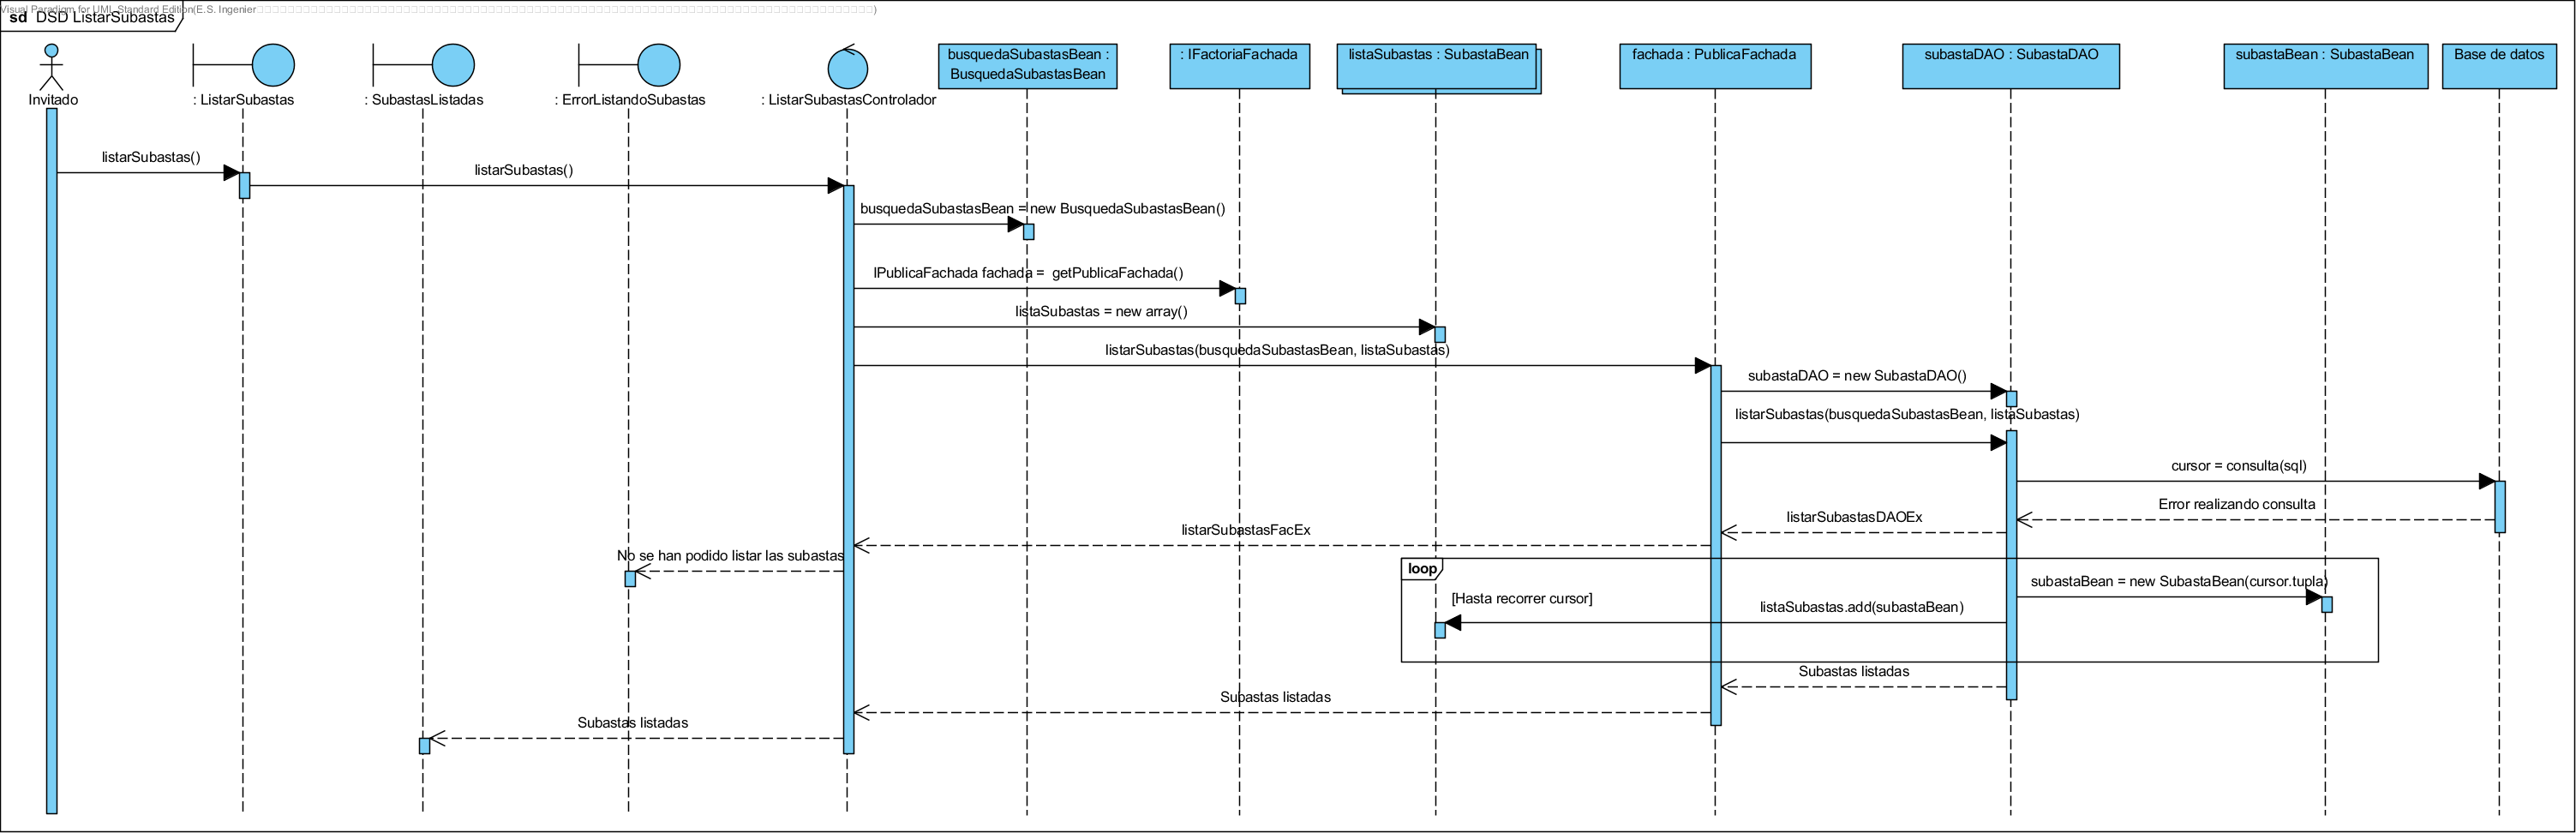 Visual Paradigm for UML Standard Edition(E.S. Ingenier
sd DSD ListarSubastas
Invitado
: ListarSubastas
: SubastasListadas
: ErrorListandoSubastas
: ListarSubastasControlador
busquedaSubastasBean :
BusquedaSubastasBean
: IFactoriaFachada
listaSubastas : SubastaBean
fachada : PublicaFachada
subastaDAO : SubastaDAO
subastaBean : SubastaBean
Base de datos
listarSubastas()
listarSubastas()
busquedaSubastasBean = new BusquedaSubastasBean()
IPublicaFachada fachada = getPublicaFachada()
listaSubastas = new array()
listarSubastas(busquedaSubastasBean, listaSubastas)
subastaDAO = new SubastaDAO()
listarSubastas(busquedaSubastasBean, listaSubastas)
cursor = consulta(sql)
Error realizando consulta
listarSubastasDAOEx
listarSubastasFacEx
No se han podido listar las subastas
loop
subastaBean = new SubastaBean(cursor.tupla)
[Hasta recorrer cursor]
listaSubastas.add(subastaBean)
Subastas listadas
Subastas listadas
Subastas listadas